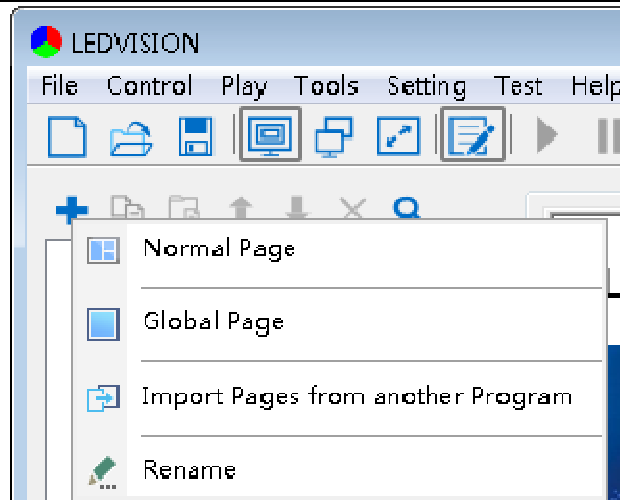 LEDVISION
File Control Play Tools Setting Test Help
Normal Page
Global Page
Import Pages from another Program
Rename